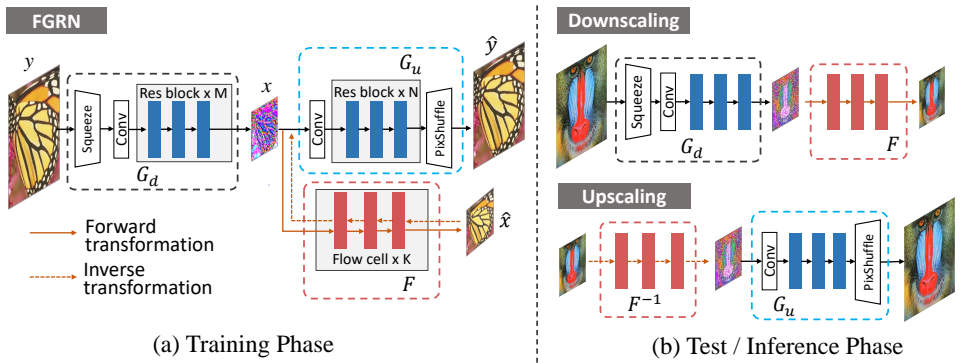 FGRN
y
Squeeze
Conv
Res block x M
G_d
x
G_u
Conv
Res block x N
PixShuffle
ŷ
Flow cell x K
F
x̂
Forward
transformation
Inverse
transformation
(a) Training Phase
Downscaling
Squeeze
Conv
G_d
F
Upscaling
F⁻¹
Conv
G_u
PixShuffle
(b) Test / Inference Phase